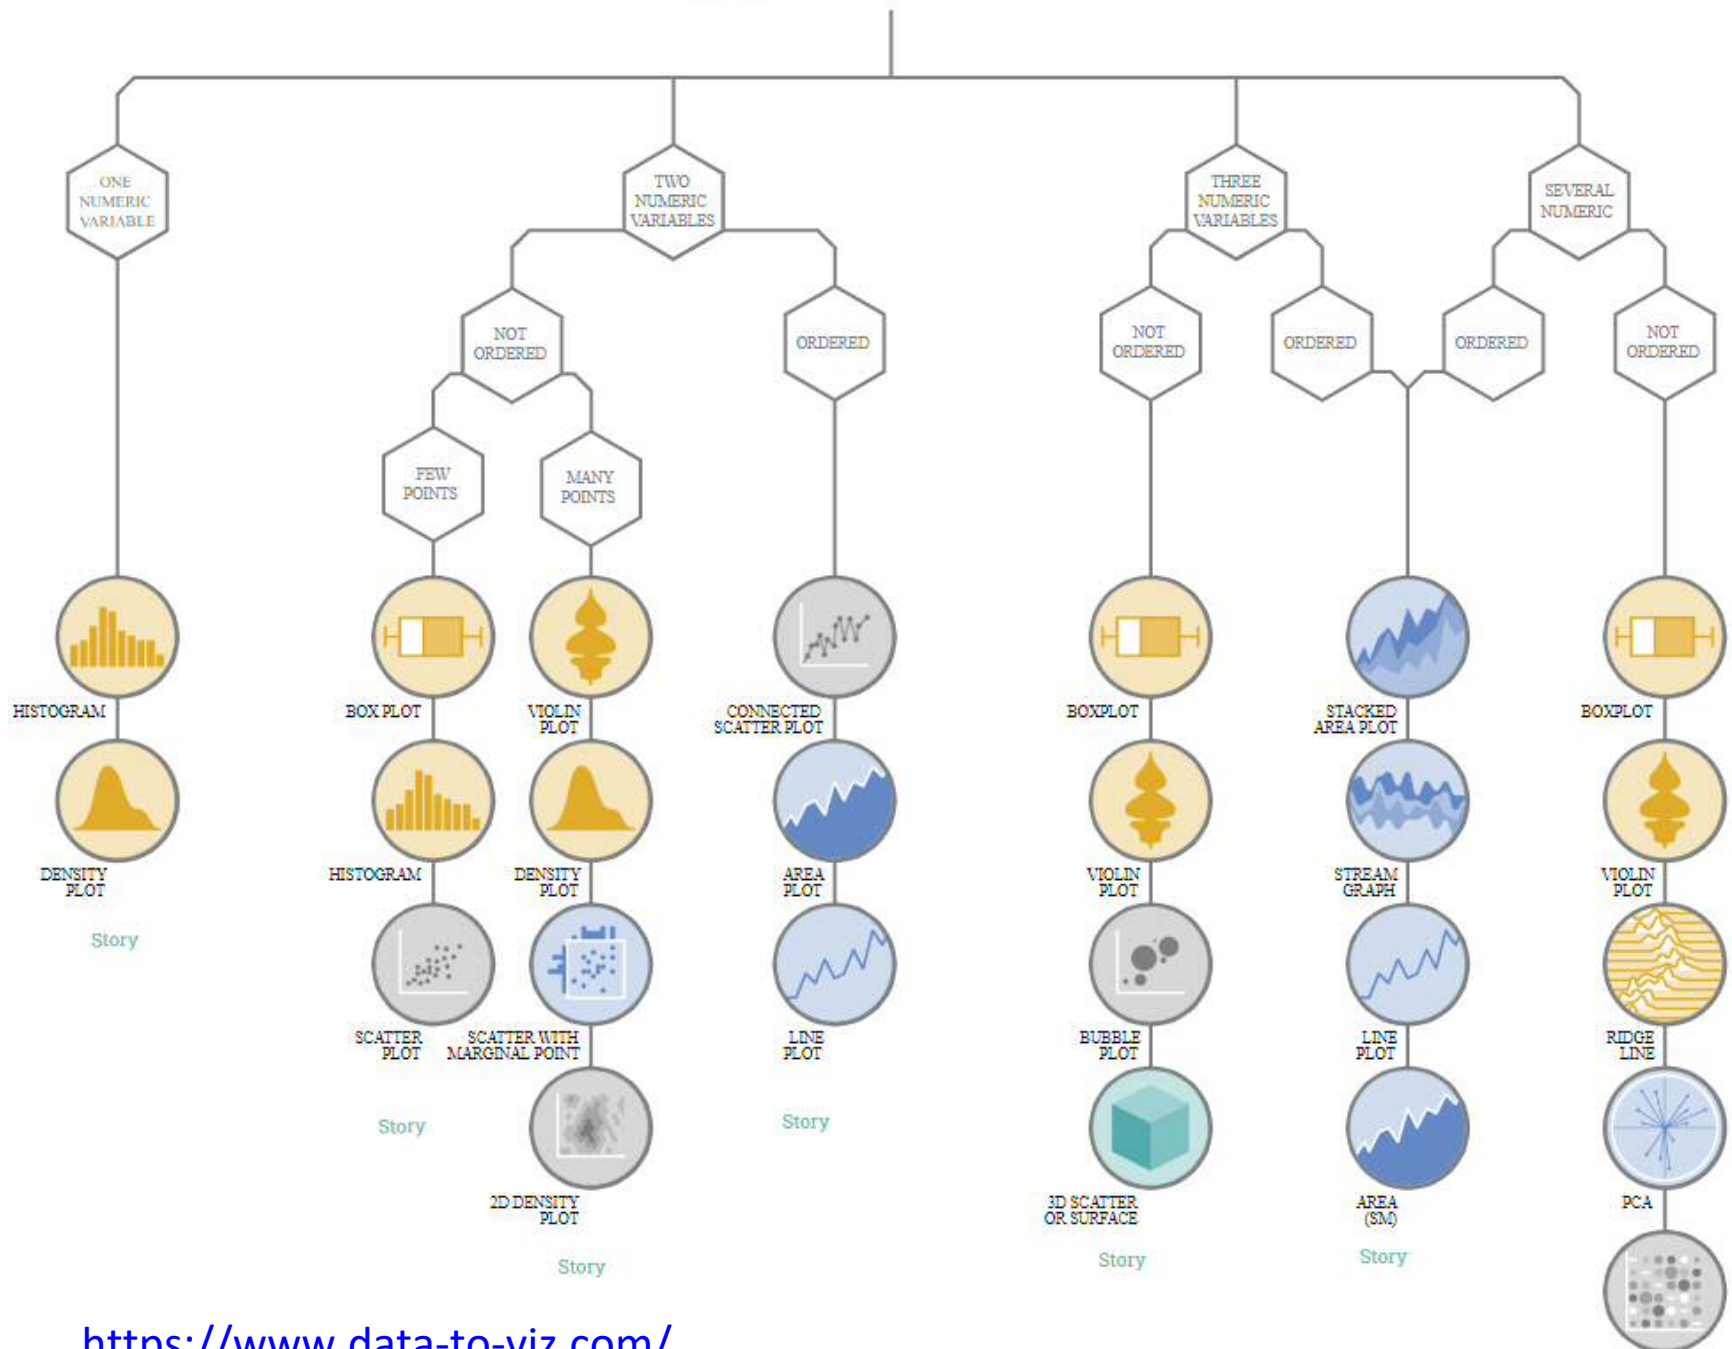 ONE
NUMERIC
VARIABLE
TWO
NUMERIC
VARIABLES
THREE
NUMERIC
VARIABLES
SEVERAL
NUMERIC
NOT
ORDERED
ORDERED
NOT
ORDERED
ORDERED
ORDERED
NOT
ORDERED
FEW
POINTS
MANY
POINTS
HISTOGRAM
BOX PLOT
VIOLIN
PLOT
CONNECTED
SCATTER PLOT
BOXPLOT
STACKED
AREA PLOT
BOXPLOT
DENSITY
PLOT
HISTOGRAM
DENSITY
PLOT
AREA
PLOT
VIOLIN
PLOT
STREAM
GRAPH
VIOLIN
PLOT
Story
SCATTER
PLOT
SCATTER WITH
MARGINAL POINT
LINE
PLOT
BUBBLE
PLOT
LINE
PLOT
RIDGE
LINE
Story
Story
2D DENSITY
PLOT
3D SCATTER
OR SURFACE
AREA
(SM)
PCA
Story
Story
Story
https://www.data-to-viz.com/